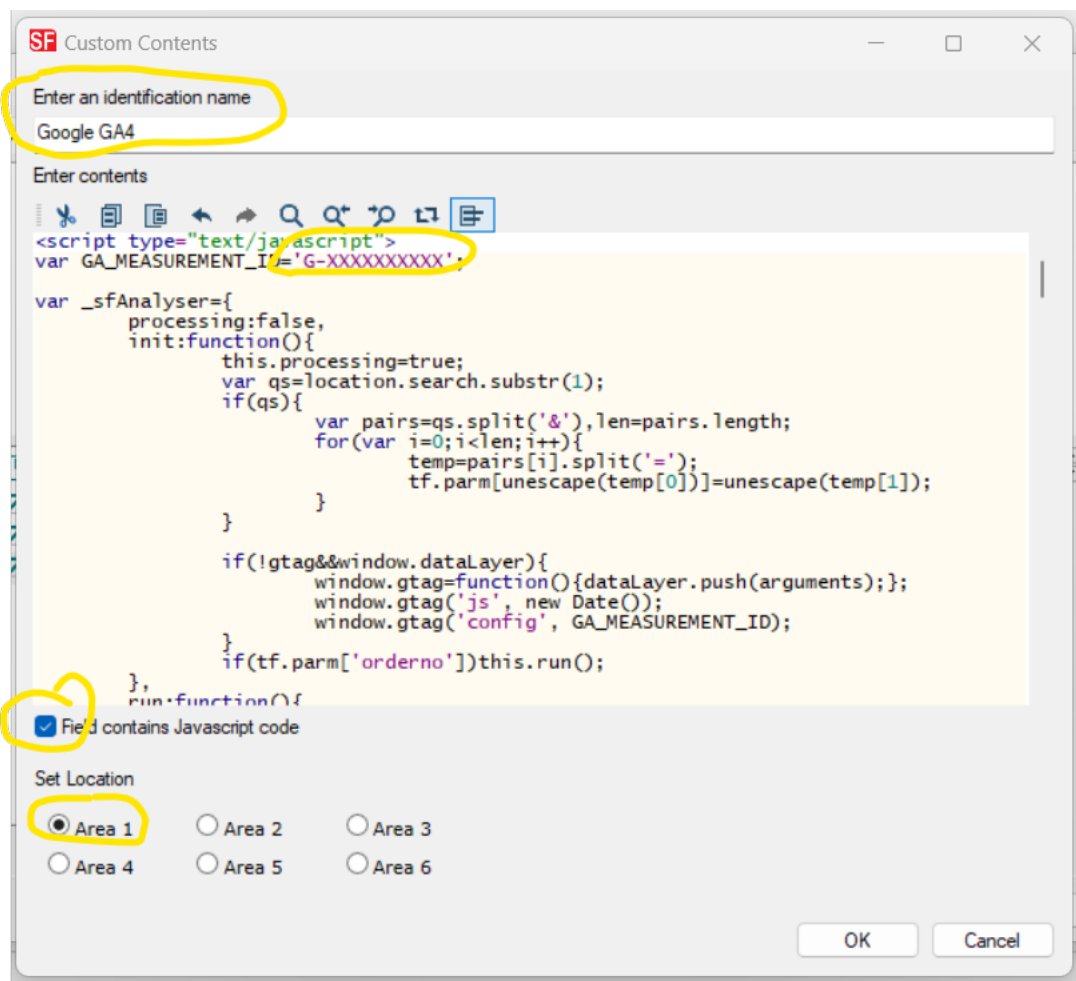 SF Custom Contents
Enter an identification name
Google GA4
Enter contents
<script type="text/javascript">
var GA_MEASUREMENT_ID='G-XXXXXXXXXX';
var _sfAnalyser={
processing:false,
init:function(){
this.processing=true;
var qs=location.search.substr(1);
if(qs){
var pairs=qs.split('&'),len=pairs.length;
for(var i=0;i<len;i++){
temp=pairs[i].split('=');
tf.parm[unescape(temp[0])]=unescape(temp[1]);
}
}
if(!gtag&&window.dataLayer){
window.gtag=function(){dataLayer.push(arguments);};
window.gtag('js', new Date());
window.gtag('config', GA_MEASUREMENT_ID);
}
if(tf.parm['orderno'])this.run();
},
run:function(){
Field contains Javascript code
Set Location
Area 1 Area 2 Area 3
Area 4 Area 5 Area 6
OK Cancel